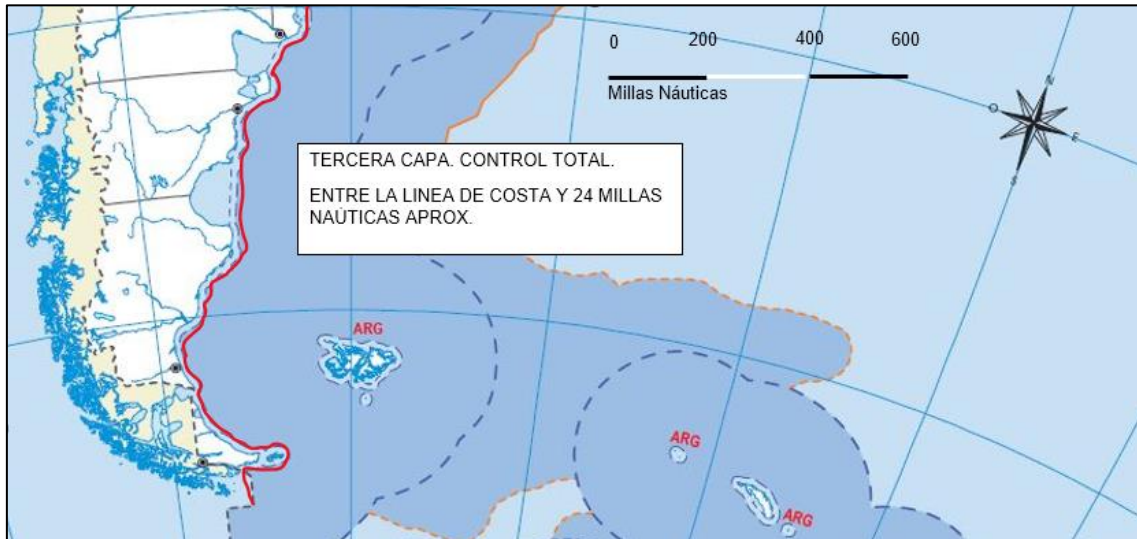 0 200 400 600
Millas Náuticas
N
O
E
S
TERCERA CAPA. CONTROL TOTAL.
ENTRE LA LINEA DE COSTA Y 24 MILLAS
NAÚTICAS APROX.
ARG
ARG
ARG